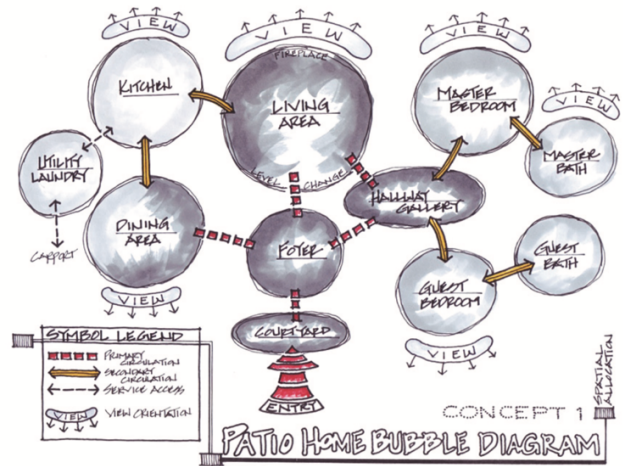 VIEW
VIEW
VIEW
VIEW
FIREPLACE
KITCHEN
LIVING
AREA
MASTER
BEDROOM
MASTER
BATH
UTILITY
LAUNDRY
LEVEL CHANGE
HALLWAY
GALLERY
DINING
AREA
FOYER
CARPORT
GUEST
BATH
GUEST
BEDROOM
VIEW
COURTYARD
VIEW
SYMBOL LEGEND
PRIMARY
CIRCULATION
SECONDARY
CIRCULATION
SERVICE ACCESS
VIEW
VIEW ORIENTATION
ENTRY
CONCEPT 1
SPATIAL
ALLOCATION
PATIO HOME BUBBLE DIAGRAM